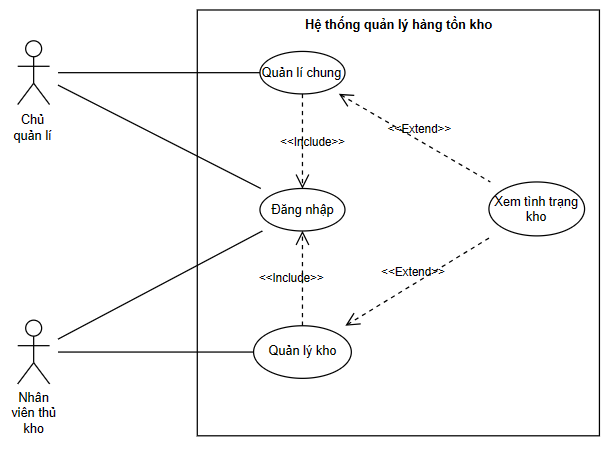 Hệ thống quản lý hàng tồn kho
Quản lí chung
Chủ
quản lí
<<Extend>>
<<Include>>
Đăng nhập
Xem tình trạng
kho
<<Include>>
<<Extend>>
Quản lý kho
Nhân
viên thủ
kho